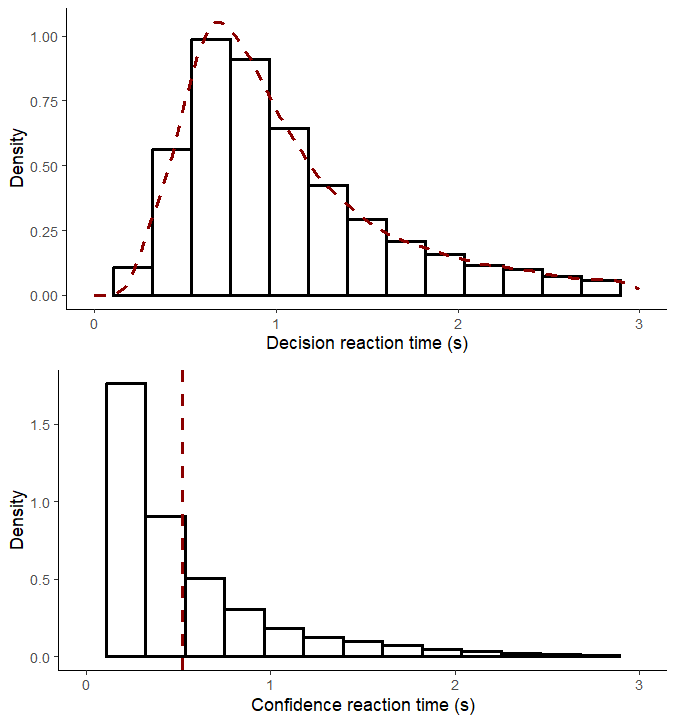 Density
1.00
0.75
0.50
0.25
0.00
0 1 2 3
Decision reaction time (s)
Density
1.5
1.0
0.5
0.0
0 1 2 3
Confidence reaction time (s)